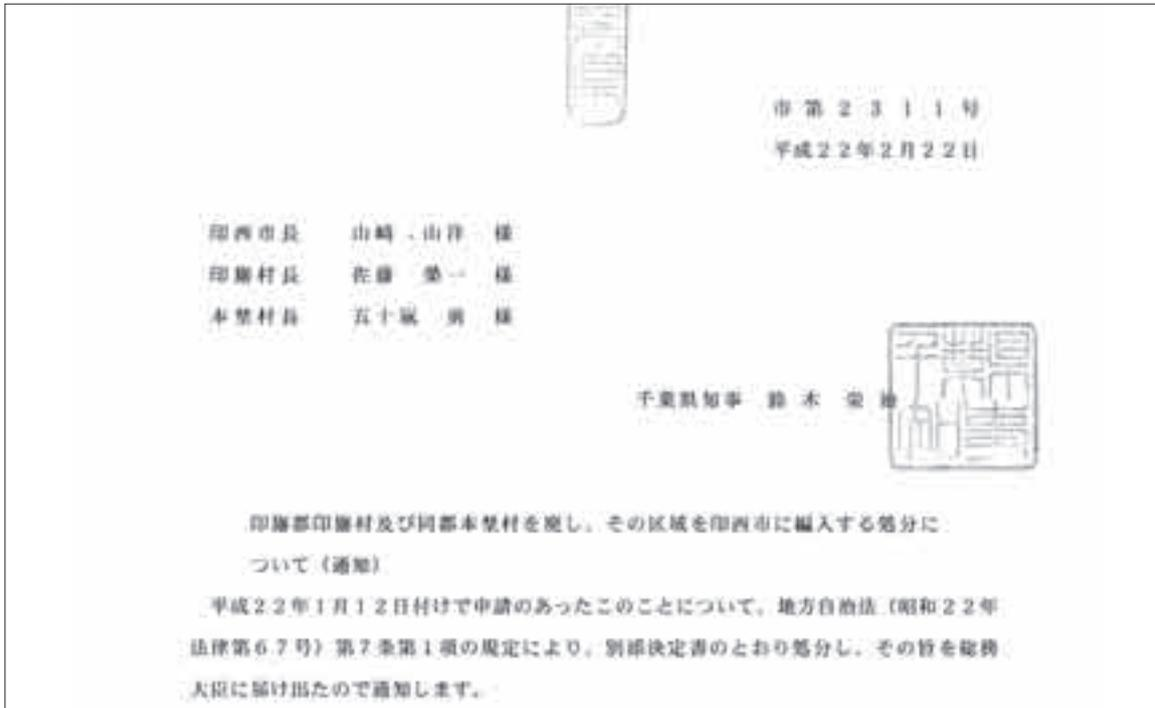 市第２３１１号
平成２２年２月２２日
印西市長　山﨑　山洋　様
印旛村長　佐藤　榮一　様
本埜村長　五十嵐　勇　様
千葉県知事　鈴木　栄治
印旛郡印旛村及び同郡本埜村を廃し、その区域を印西市に編入する処分に
ついて（通知）
平成２２年１月１２日付けで申請のあったこのことについて、地方自治法（昭和２２年
法律第６７号）第７条第１項の規定により、別添決定書のとおり処分し、その旨を総務
大臣に届け出たので通知します。